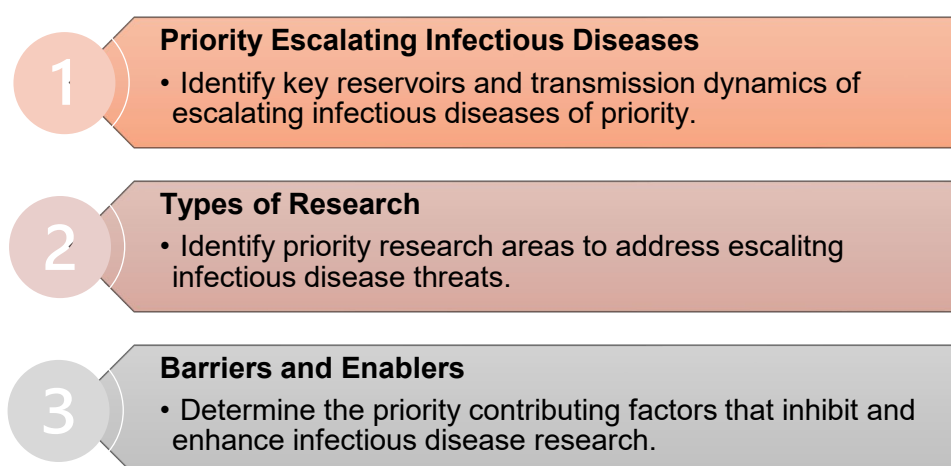 1
Priority Escalating Infectious Diseases
• Identify key reservoirs and transmission dynamics of
escalating infectious diseases of priority.
2
Types of Research
• Identify priority research areas to address escalitng
infectious disease threats.
3
Barriers and Enablers
• Determine the priority contributing factors that inhibit and
enhance infectious disease research.